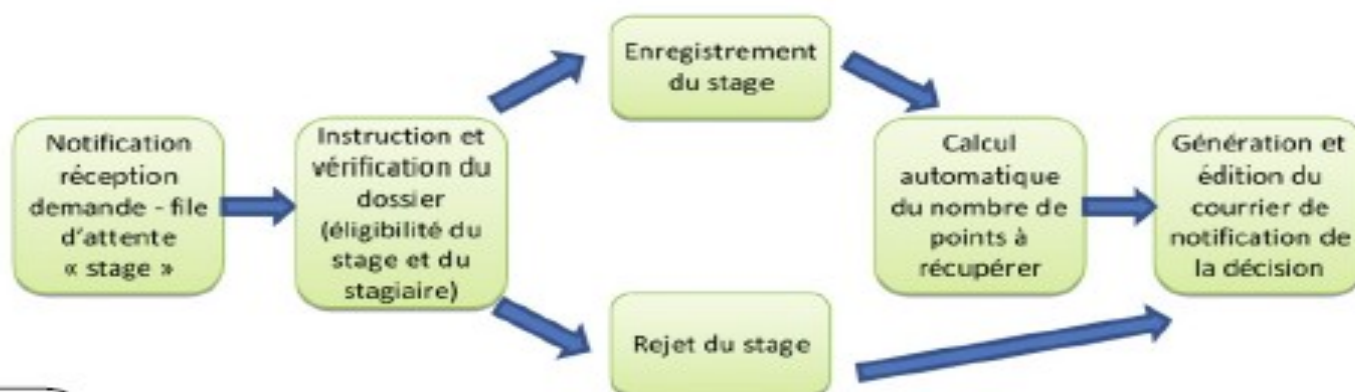 Notification
réception
demande - file
d'attente
« stage »
Instruction et
vérification du
dossier
(éligibilité du
stage et du
stagiaire)
Enregistrement
du stage
Rejet du stage
Calcul
automatique
du nombre de
points à
récupérer
Génération et
édition du
courrier de
notification de
la décision